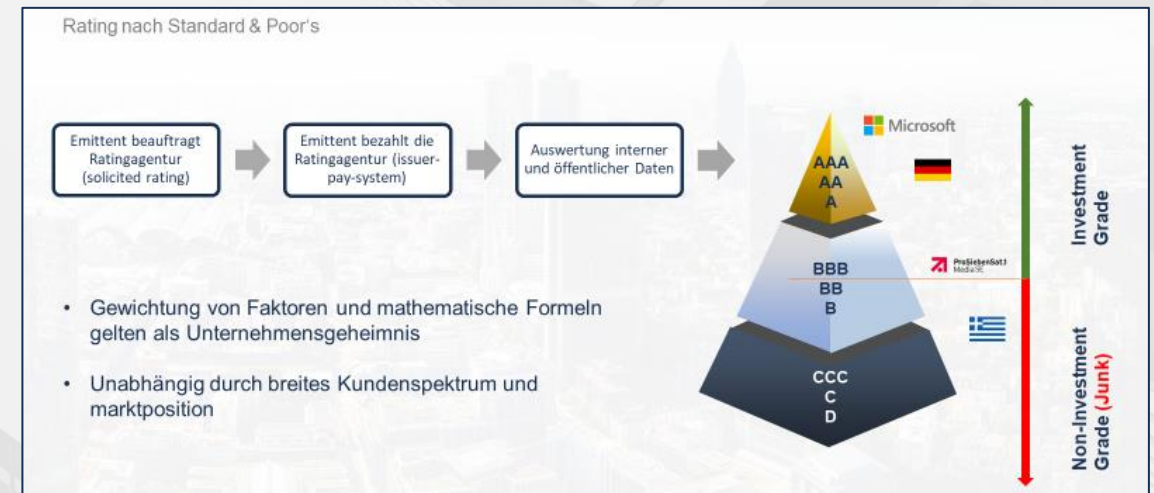 Rating nach Standard & Poor's
Emittent beauftragt
Ratingagentur
(solicited rating)
Emittent bezahlt die
Ratingagentur (issuer-
pay-system)
Auswertung interner
und öffentlicher Daten
Microsoft
AAA
AA
A
ProSiebenSat.1
Media SE
BBB
BB
B
CCC
C
D
Investment
Grade
Non-Investment
Grade (Junk)
• Gewichtung von Faktoren und mathematische Formeln
gelten als Unternehmensgeheimnis
• Unabhängig durch breites Kundenspektrum und
marktposition